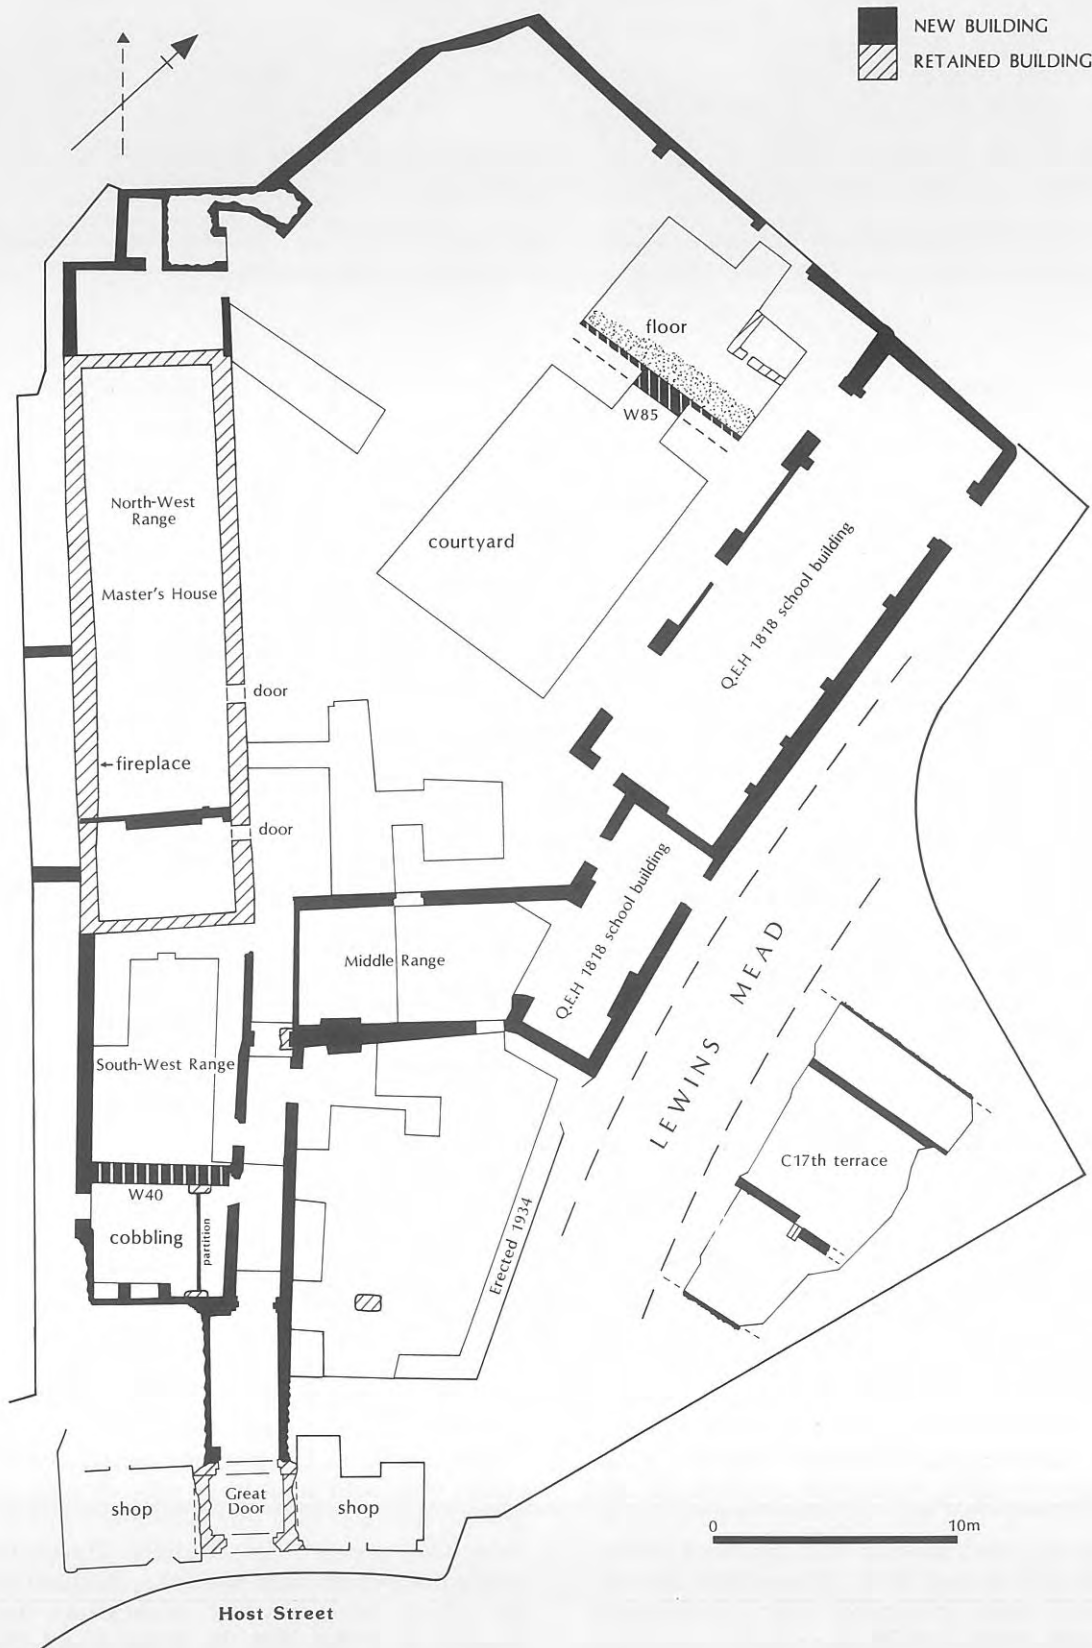 NEW BUILDING
RETAINED BUILDING
floor
W85
North-West
Range
courtyard
Master's House
Q.E.H 1818 school building
door
fireplace
door
Q.E.H 1818 school building
Middle Range
LEWINS MEAD
South-West Range
C17th terrace
W40
cobbling
partition
Erected 1934
Great
Door
shop
shop
0 10m
Host Street